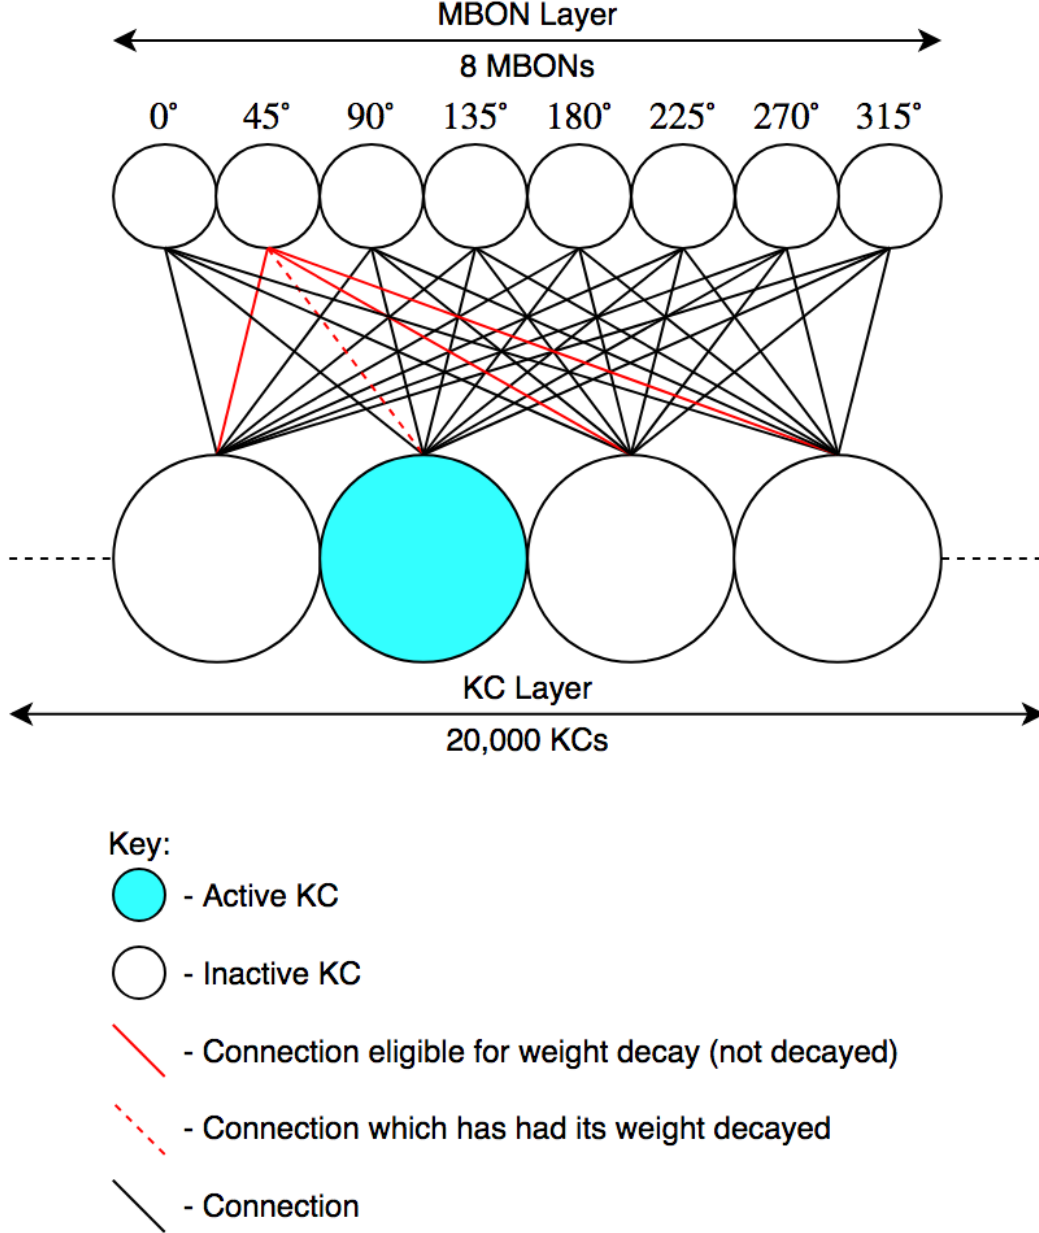 MBON Layer
8 MBONs
0° 45° 90° 135° 180° 225° 270° 315°
KC Layer
20,000 KCs
Key:
- Active KC
- Inactive KC
- Connection eligible for weight decay (not decayed)
- Connection which has had its weight decayed
- Connection